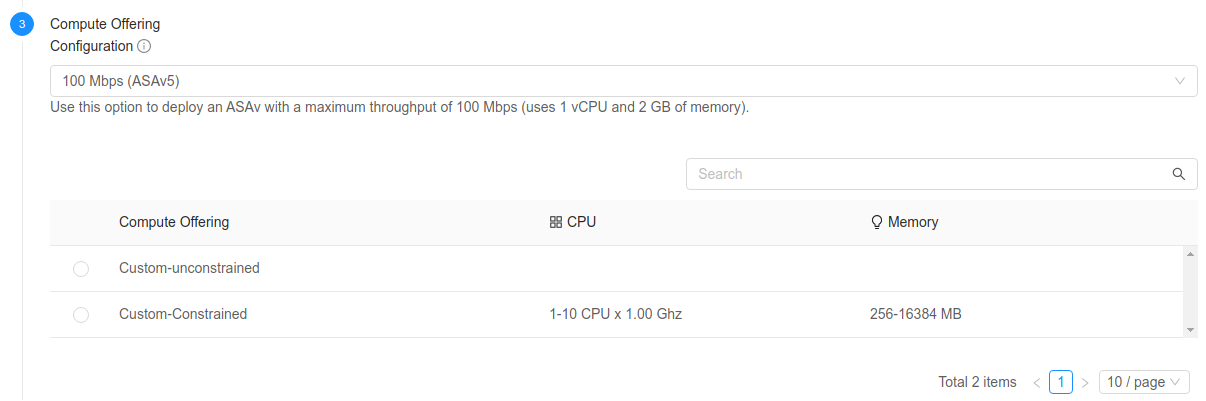 3
Compute Offering
Configuration
100 Mbps (ASAv5)
Use this option to deploy an ASAv with a maximum throughput of 100 Mbps (uses 1 vCPU and 2 GB of memory).
Search
Compute Offering CPU Memory
Custom-unconstrained
Custom-Constrained 1-10 CPU x 1.00 Ghz 256-16384 MB
Total 2 items < 1 > 10 / page